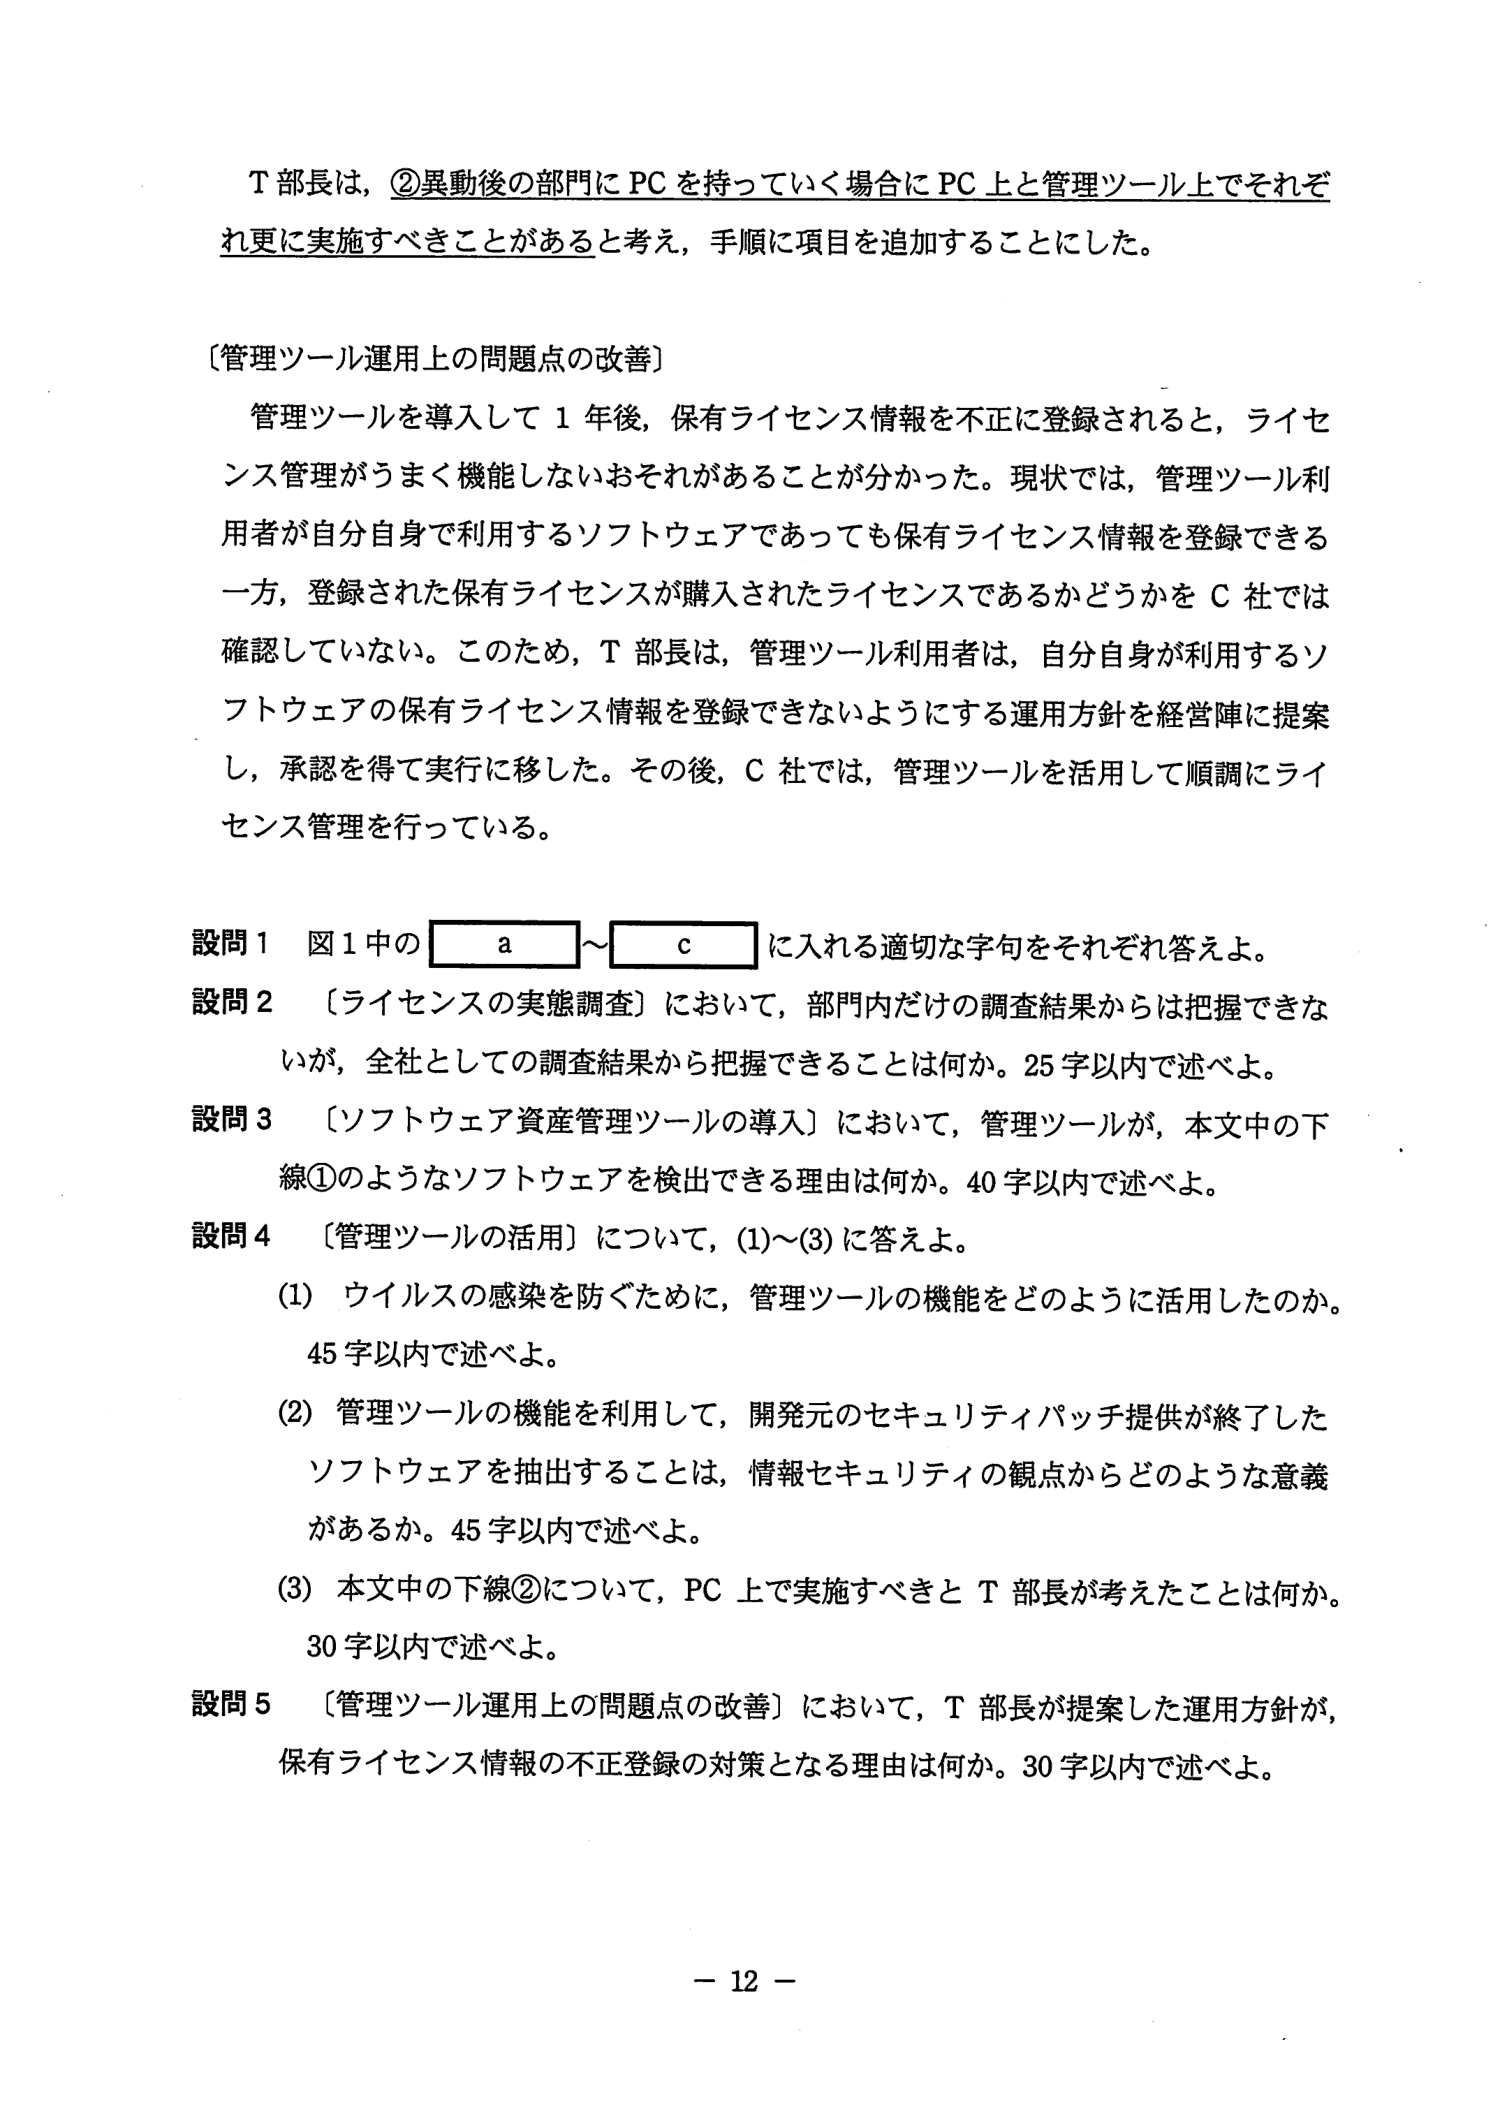 T 部長は，②異動後の部門に PC を持っていく場合に PC 上と管理ツール上でそれぞ
れ更に実施すべきことがあると考え，手順に項目を追加することにした。
〔管理ツール運用上の問題点の改善〕
管理ツールを導入して 1 年後，保有ライセンス情報を不正に登録されると，ライセ
ンス管理がうまく機能しないおそれがあることが分かった。現状では，管理ツール利
用者が自分自身で利用するソフトウェアであっても保有ライセンス情報を登録できる
一方，登録された保有ライセンスが購入されたライセンスであるかどうかを C 社では
確認していない。このため，T 部長は，管理ツール利用者は，自分自身が利用するソ
フトウェアの保有ライセンス情報を登録できないようにする運用方針を経営陣に提案
し，承認を得て実行に移した。その後，C 社では，管理ツールを活用して順調にライ
センス管理を行っている。
設問 1 図 1 中の a ～ c に入れる適切な字句をそれぞれ答えよ。
設問 2 〔ライセンスの実態調査〕において，部門内だけの調査結果からは把握できな
いが，全社としての調査結果から把握できることは何か。25 字以内で述べよ。
設問 3 〔ソフトウェア資産管理ツールの導入〕において，管理ツールが，本文中の下
線①のようなソフトウェアを検出できる理由は何か。40 字以内で述べよ。
設問 4 〔管理ツールの活用〕について，(1)～(3) に答えよ。
(1) ウイルスの感染を防ぐために，管理ツールの機能をどのように活用したのか。
45 字以内で述べよ。
(2) 管理ツールの機能を利用して，開発元のセキュリティパッチ提供が終了した
ソフトウェアを抽出することは，情報セキュリティの観点からどのような意義
があるか。45 字以内で述べよ。
(3) 本文中の下線②について，PC 上で実施すべきと T 部長が考えたことは何か。
30 字以内で述べよ。
設問 5 〔管理ツール運用上の問題点の改善〕において，T 部長が提案した運用方針が，
保有ライセンス情報の不正登録の対策となる理由は何か。30 字以内で述べよ。
－ 12 －